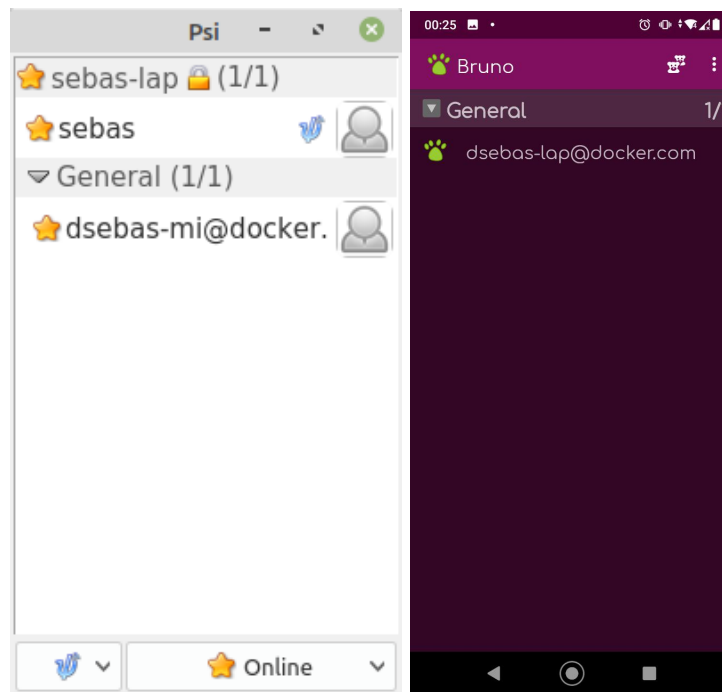 Psi
sebas-lap (1/1)
sebas
General (1/1)
dsebas-mi@docker.
Online
00:25
Bruno
General 1/
dsebas-lap@docker.com